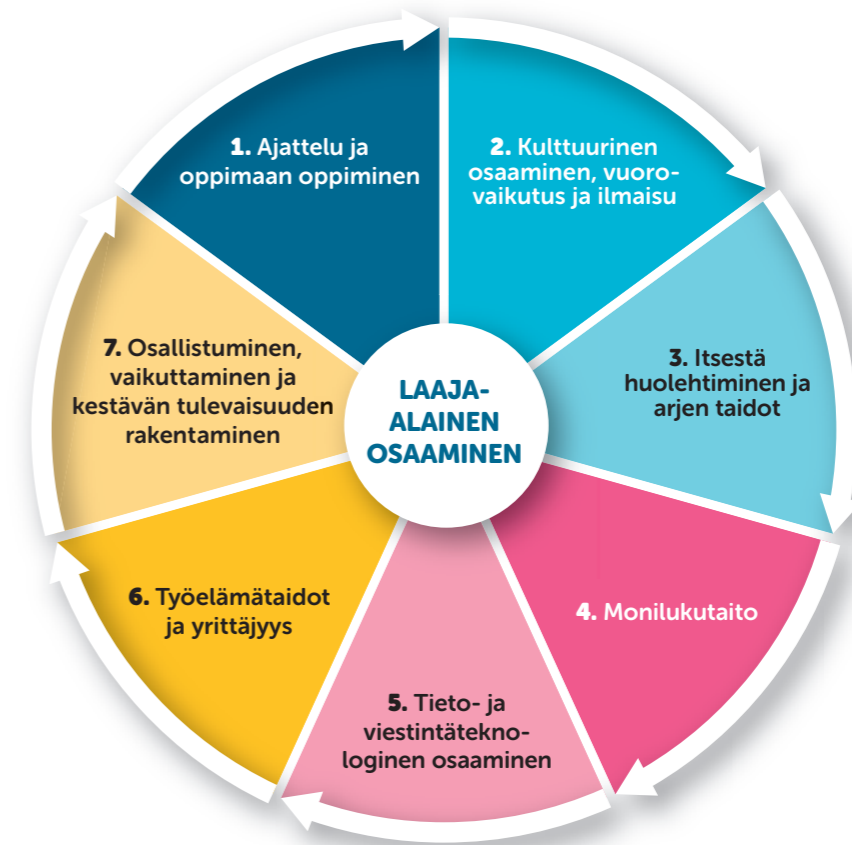 1. Ajattelu ja
oppimaan oppiminen
2. Kulttuurinen
osaaminen, vuoro-
vaikutus ja ilmaisu
3. Itsestä
huolehtiminen ja
arjen taidot
4. Monilukutaito
5. Tieto- ja
viestintätekno-
loginen osaaminen
6. Työelämätaidot
ja yrittäjyys
7. Osallistuminen,
vaikuttaminen ja
kestävän tulevaisuuden
rakentaminen
LAAJA-
ALAINEN
OSAAMINEN